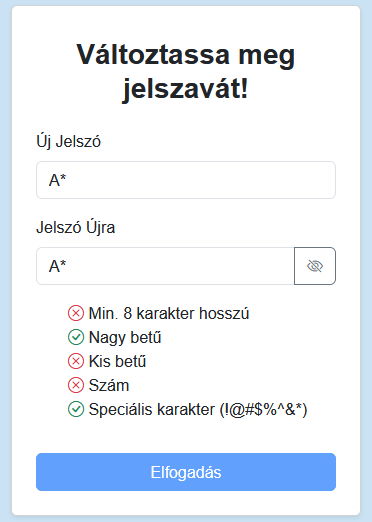 Változtassa meg
jelszavát!
Új Jelszó
A*
Jelszó Újra
A*
Min. 8 karakter hosszú
Nagy betű
Kis betű
Szám
Speciális karakter (!@#$%^&*)
Elfogadás